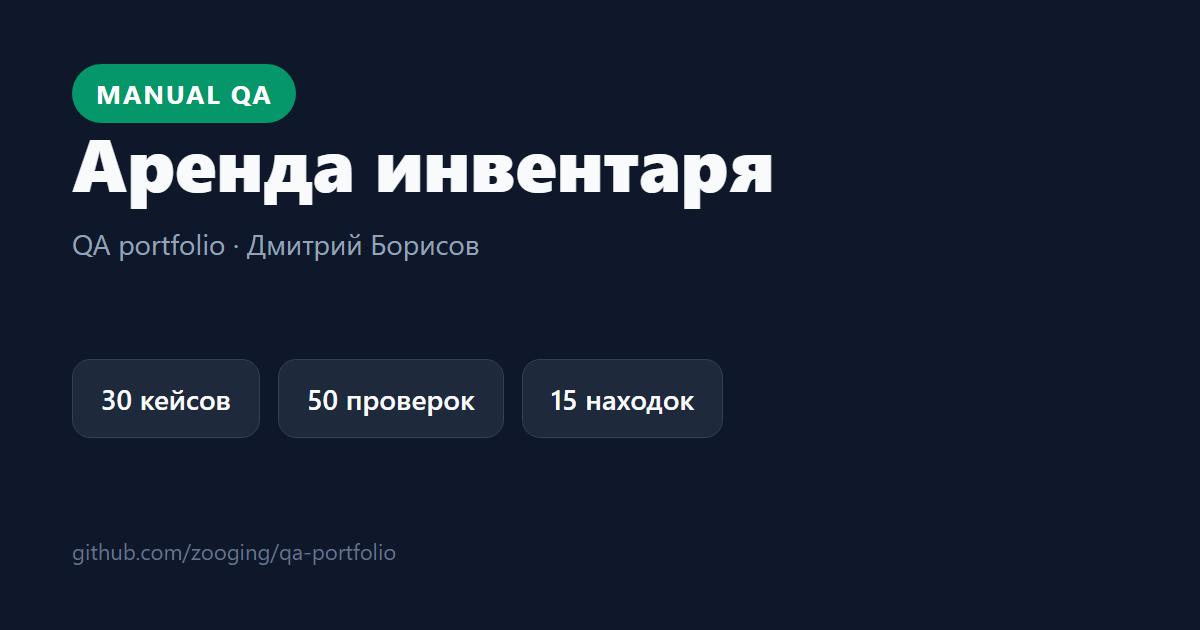 MANUAL QA
Аренда инвентаря
QA portfolio · Дмитрий Борисов
30 кейсов
50 проверок
15 находок
github.com/zooging/qa-portfolio